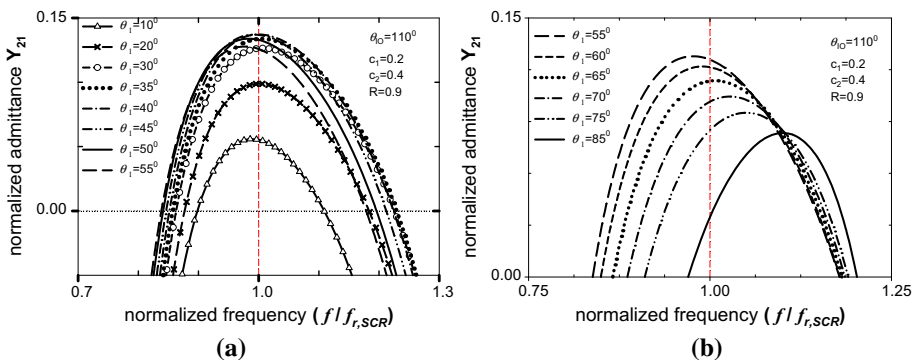 normalized admittance Y21
0.15
0.00
θ1=10⁰
θ1=20⁰
θ1=30⁰
θ1=35⁰
θ1=40⁰
θ1=45⁰
θ1=50⁰
θ1=55⁰
θIO=110⁰
c1=0.2
c2=0.4
R=0.9
0.7
1.0
1.3
normalized frequency (f / fr,SCR)
(a)
normalized admittance Y21
0.15
0.00
θ1=55⁰
θ1=60⁰
θ1=65⁰
θ1=70⁰
θ1=75⁰
θ1=85⁰
θIO=110⁰
c1=0.2
c2=0.4
R=0.9
0.75
1.00
1.25
normalized frequency (f / fr,SCR)
(b)